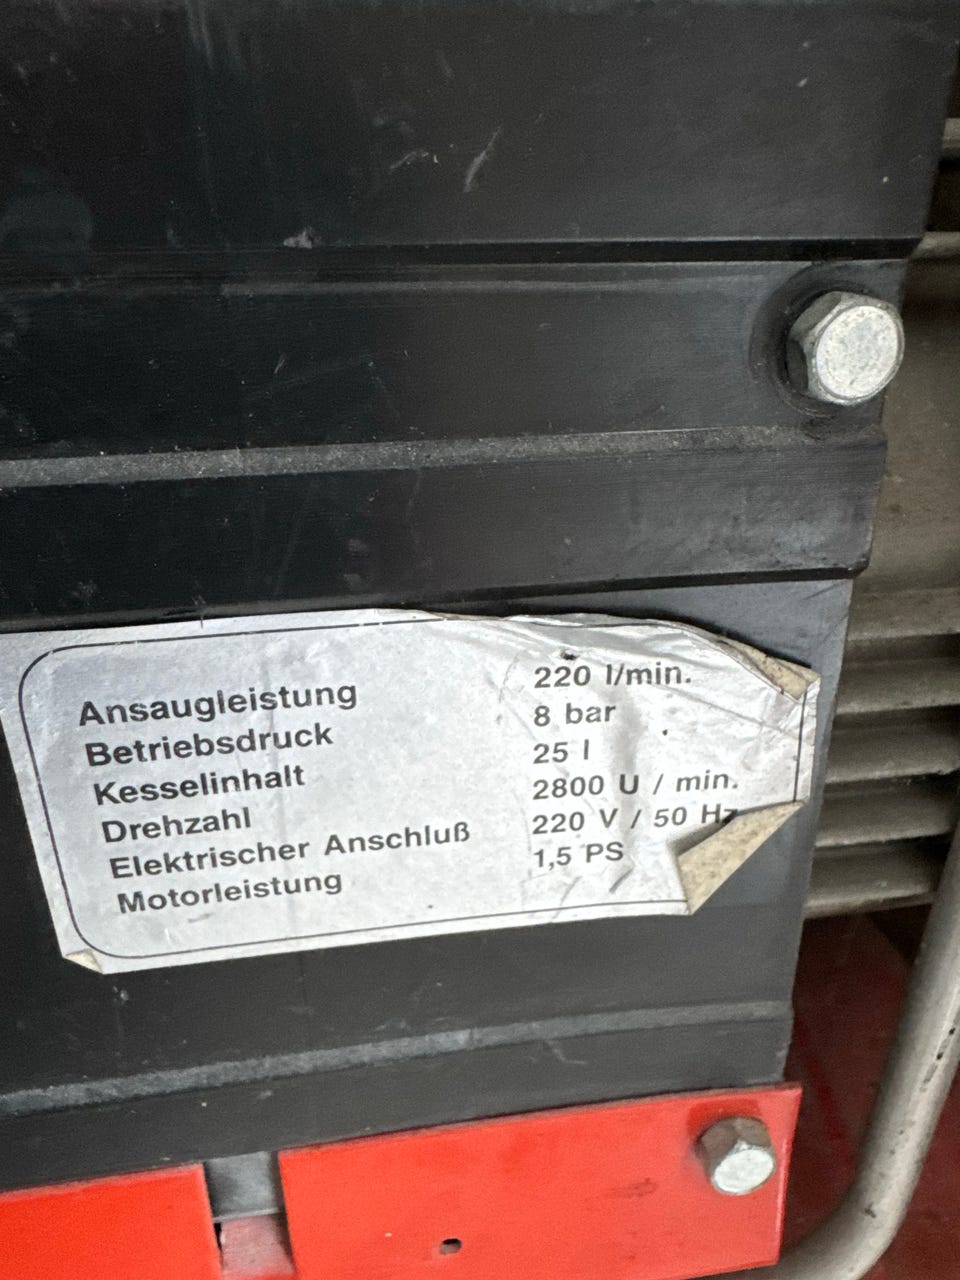 Ansaugleistung 220 l/min.
Betriebsdruck 8 bar
Kesselinhalt 25 l
Drehzahl 2800 U / min.
Elektrischer Anschluß 220 V / 50 Hz
Motorleistung 1,5 PS